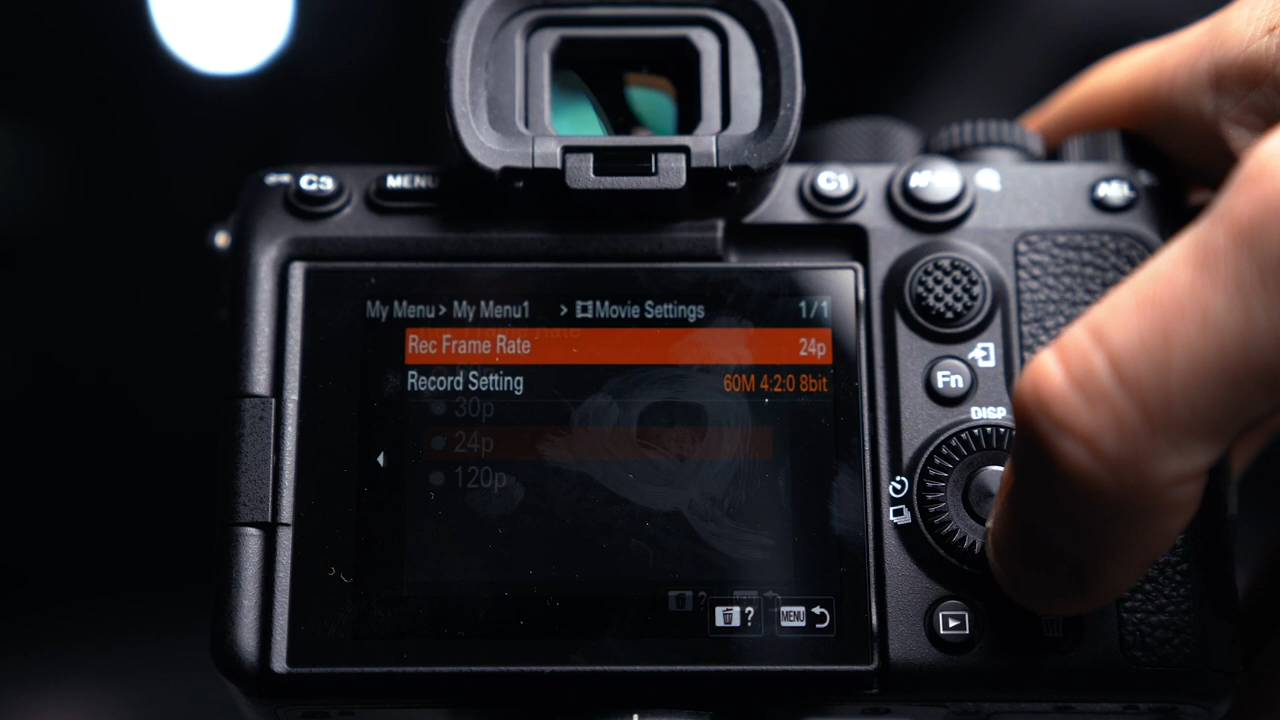 C3
MENU
C1
AF-ON
AEL
My Menu > My Menu1 > Movie Settings 1/1
Rec Frame Rate 24p
Record Setting 60M 4:2:0 8bit
30p
24p
120p
?
?
MENU
Fn
DISP